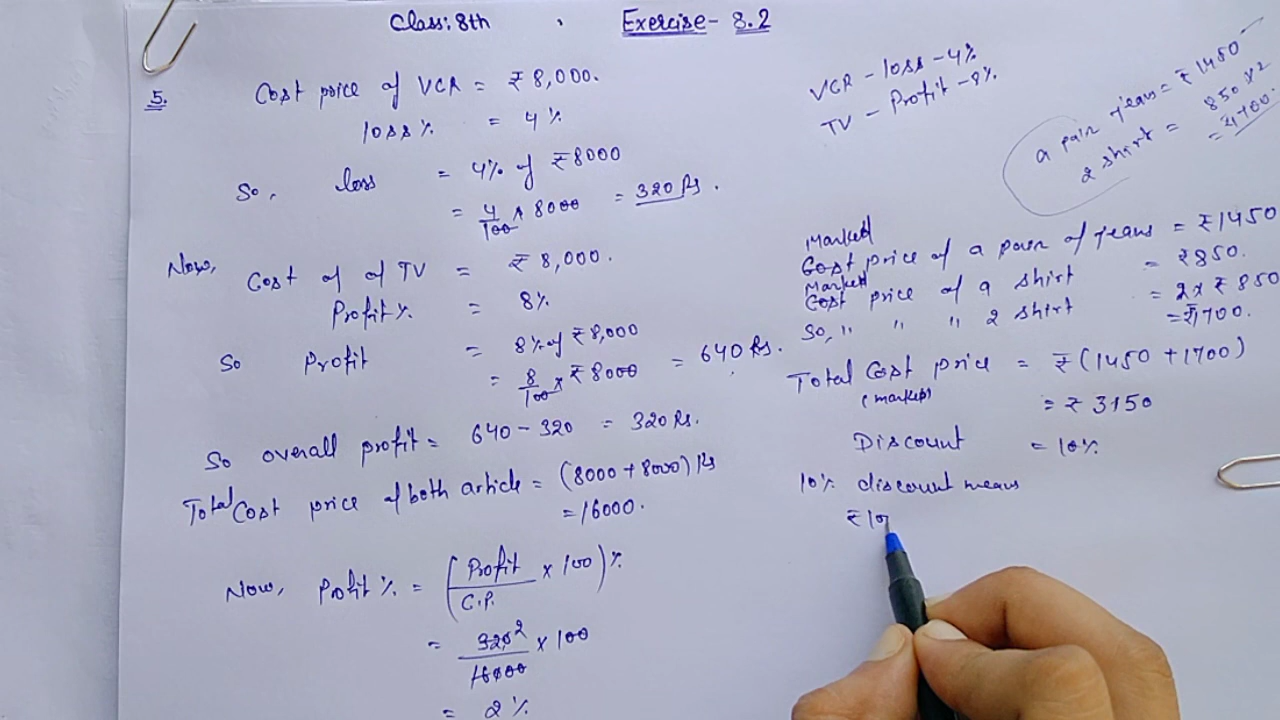 Class: 8th Exercise - 8.2
5. Cost price of VCR = ₹ 8,000.
loss % = 4 %
So, loss = 4% of ₹8000
= 4/100 × 8000 = 320 Rs.
Now, Cost of of TV = ₹ 8,000.
Profit % = 8%
So Profit = 8% of ₹8,000
= 8/100 × ₹8000 = 640 Rs.
So overall profit = 640 - 320 = 320 Rs.
Total Cost price of both article = (8000 + 8000) Rs
= 16000.
Now, Profit % = (Profit/C.P. × 100) %
= 320 2/16000 × 100
= 2 %
VCR - loss - 4%
TV - Profit - 8%
a pair jeans = ₹1450
2 shirt = 850 × 2
= ₹1700.
Marked
Cost price of a pair of jeans = ₹1450
Marked
Cost price of a shirt = ₹850.
So, " " " 2 shirt = 2 × ₹850
= ₹1700.
Total Cost price = ₹(1450 + 1700)
(marked) = ₹ 3150
Discount = 10%
10% discount means
₹10